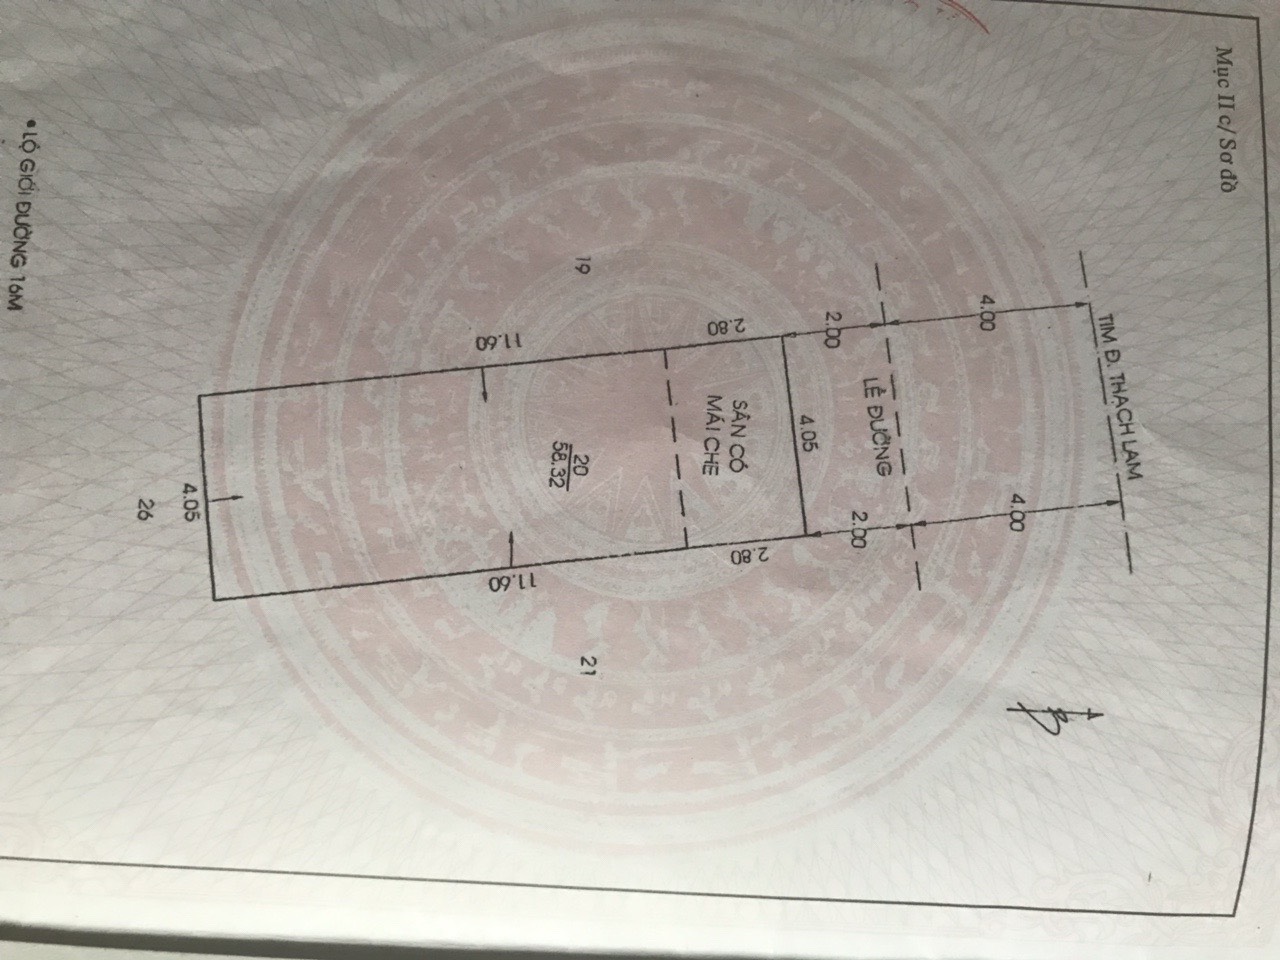 Mục II c/ Sơ đồ
TIM Đ. THẠCH LAM
4.00
4.00
LỀ ĐƯỜNG
2.00
2.00
4.05
SÂN CÓ
MÁI CHE
2.80
2.80
19
20
58.32
21
11.60
11.60
4.05
26
• LỘ GIỚI ĐƯỜNG 16M